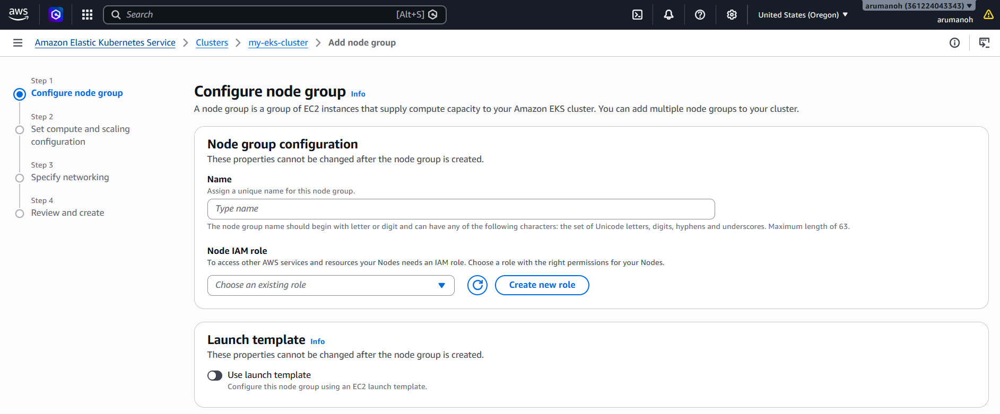 aws
Search [Alt+S]
United States (Oregon)
arumanoh (361224043343)
arumanoh
Amazon Elastic Kubernetes Service
Clusters
my-eks-cluster
Add node group
Step 1
Configure node group
Step 2
Set compute and scaling
configuration
Step 3
Specify networking
Step 4
Review and create
Configure node group Info
A node group is a group of EC2 instances that supply compute capacity to your Amazon EKS cluster. You can add multiple node groups to your cluster.
Node group configuration
These properties cannot be changed after the node group is created.
Name
Assign a unique name for this node group.
Type name
The node group name should begin with letter or digit and can have any of the following characters: the set of Unicode letters, digits, hyphens and underscores. Maximum length of 63.
Node IAM role
To access other AWS services and resources your Nodes needs an IAM role. Choose a role with the right permissions for your Nodes.
Choose an existing role
Create new role
Launch template Info
These properties cannot be changed after the node group is created.
Use launch template
Configure this node group using an EC2 launch template.